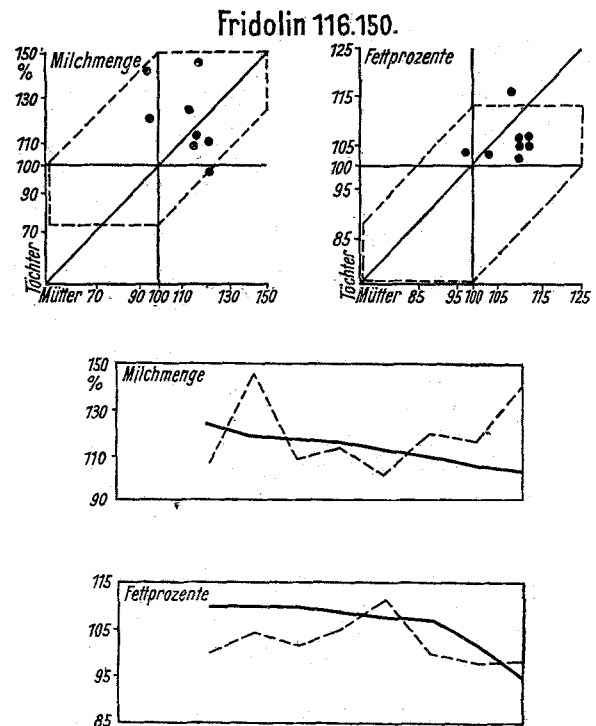 Fridolin 116.150.
150
%
Milchmenge
130
110
100
90
70
Töchter
Mütter 70 90 100 110 130 150
125
Fettprozente
115
105
100
95
85
Töchter
Mütter 85 95 100 105 115 125
150
%
Milchmenge
130
110
90
115
Fettprozente
105
95
85